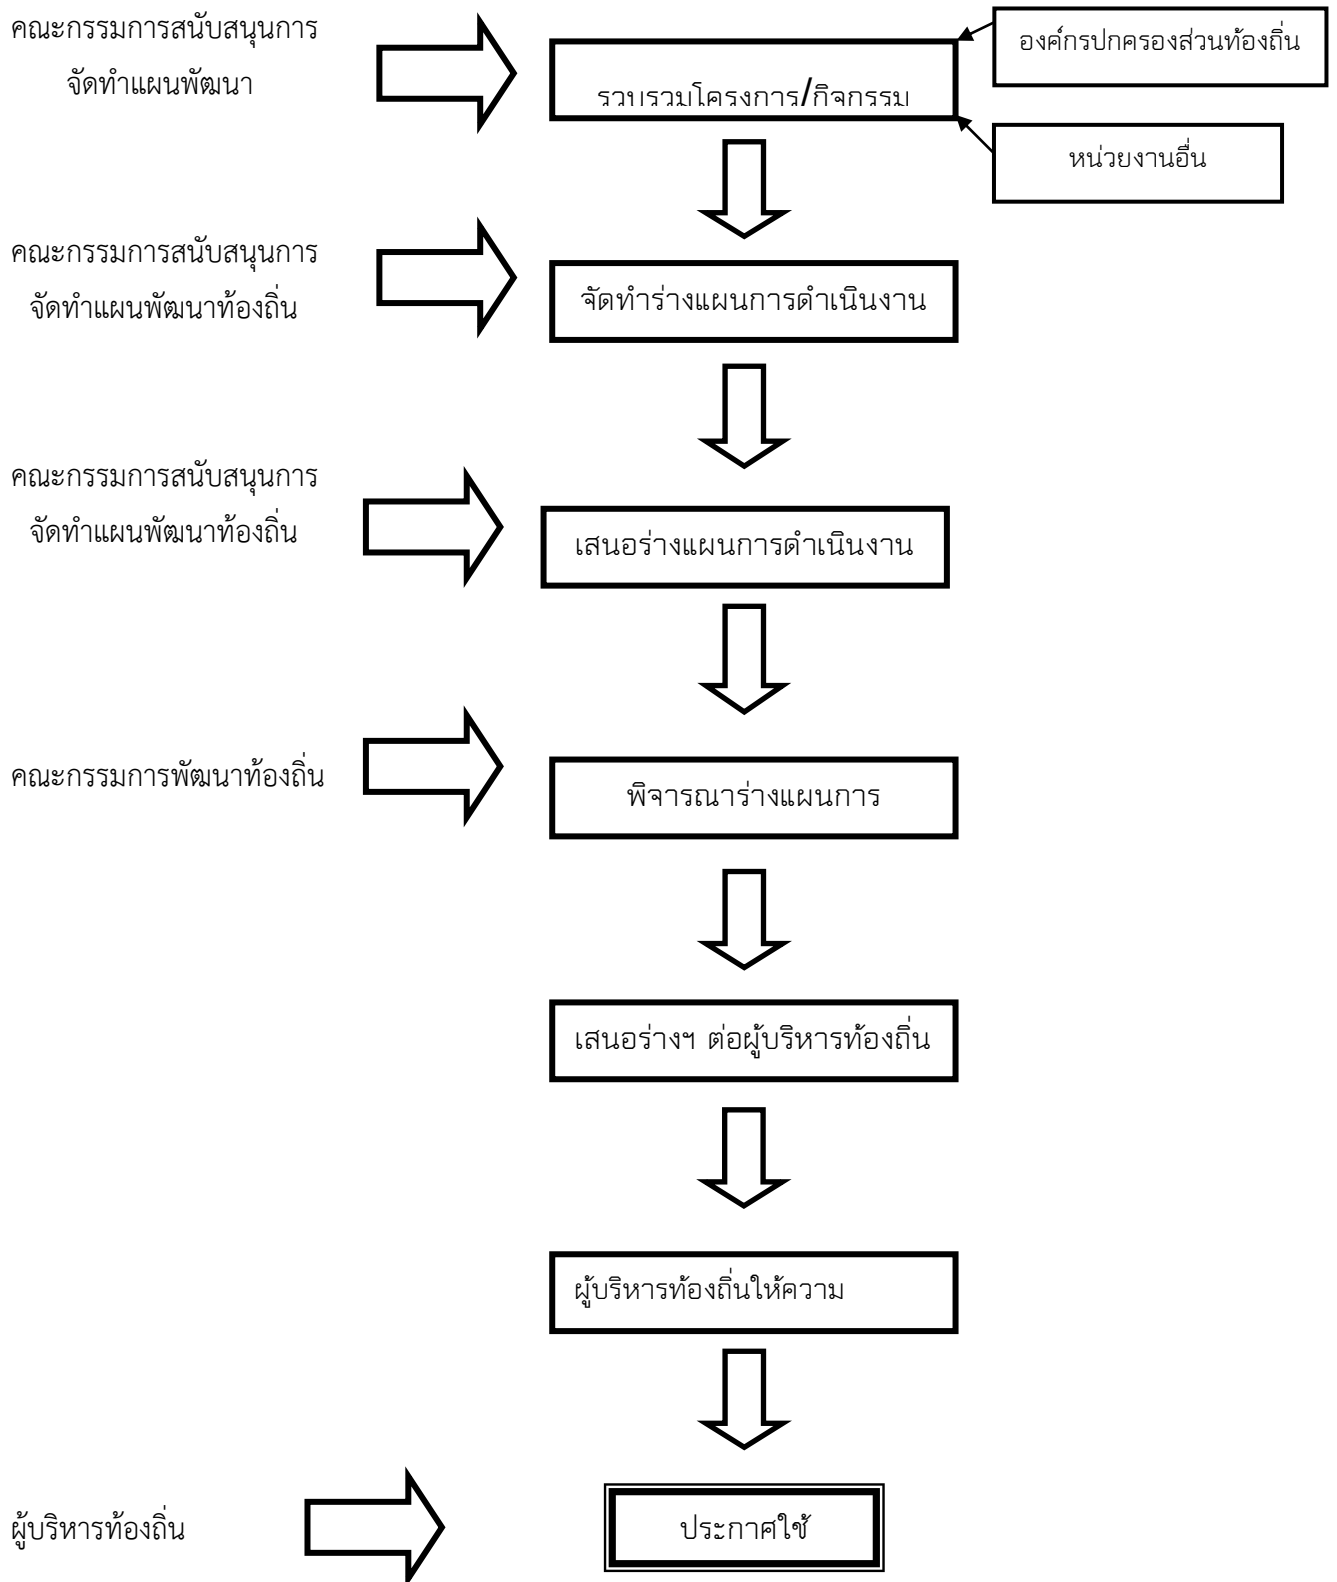 คณะกรรมการสนับสนุนการ
จัดทำแผนพัฒนา
รวบรวมโครงการ/กิจกรรม
องค์กรปกครองส่วนท้องถิ่น
หน่วยงานอื่น
คณะกรรมการสนับสนุนการ
จัดทำแผนพัฒนาท้องถิ่น
จัดทำร่างแผนการดำเนินงาน
คณะกรรมการสนับสนุนการ
จัดทำแผนพัฒนาท้องถิ่น
เสนอร่างแผนการดำเนินงาน
คณะกรรมการพัฒนาท้องถิ่น
พิจารณาร่างแผนการ
เสนอร่างฯ ต่อผู้บริหารท้องถิ่น
ผู้บริหารท้องถิ่นให้ความ
ผู้บริหารท้องถิ่น
ประกาศใช้